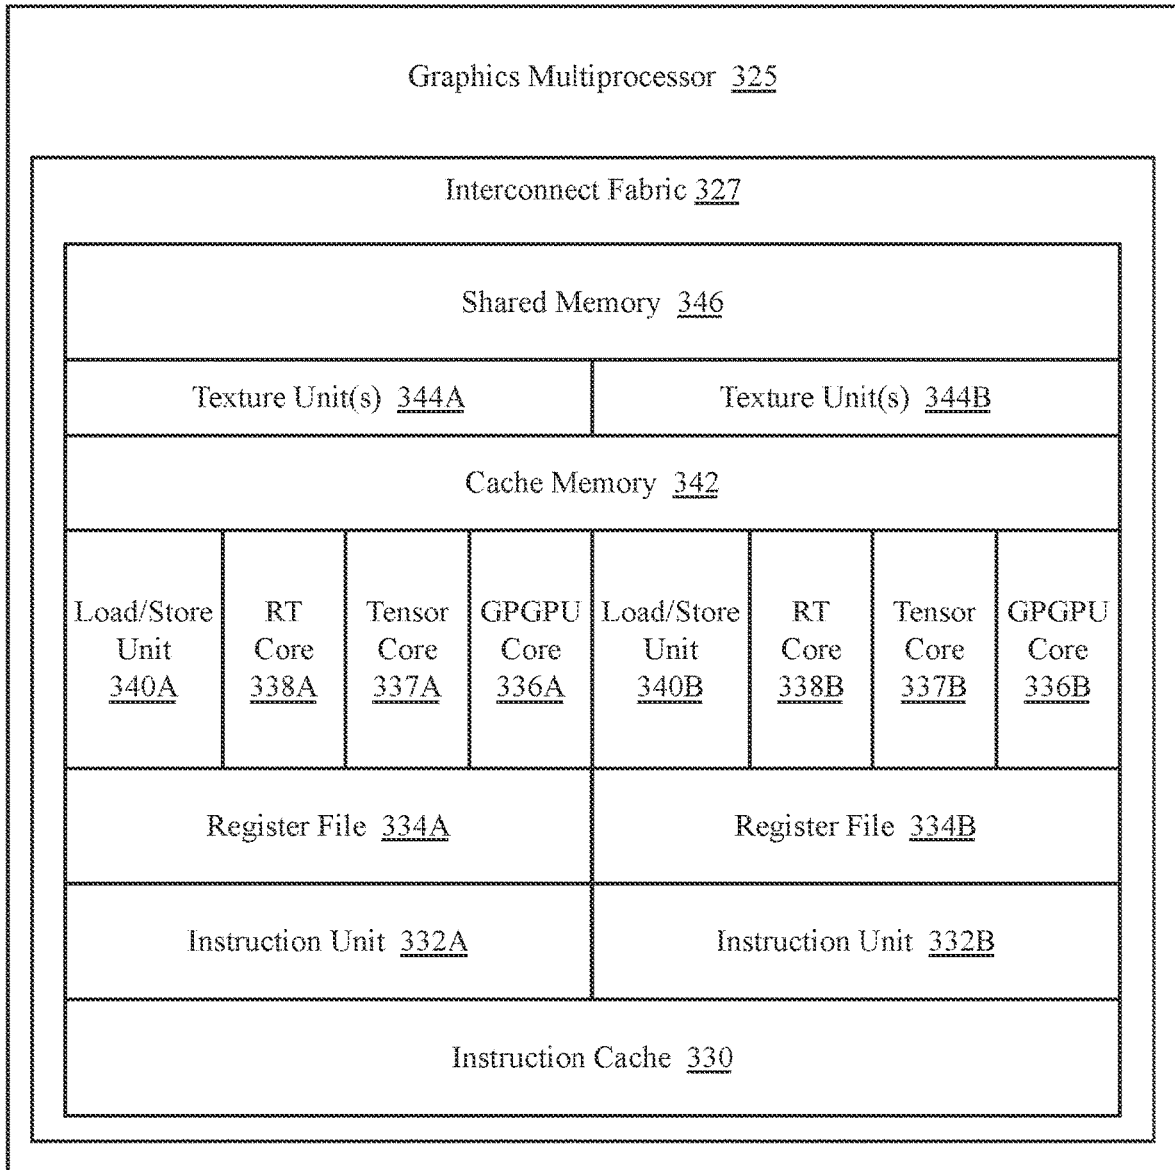 Graphics Multiprocessor 325
Interconnect Fabric 327
Shared Memory 346
Texture Unit(s) 344A
Texture Unit(s) 344B
Cache Memory 342
Load/Store
Unit
340A
RT
Core
338A
Tensor
Core
337A
GPGPU
Core
336A
Load/Store
Unit
340B
RT
Core
338B
Tensor
Core
337B
GPGPU
Core
336B
Register File 334A
Register File 334B
Instruction Unit 332A
Instruction Unit 332B
Instruction Cache 330